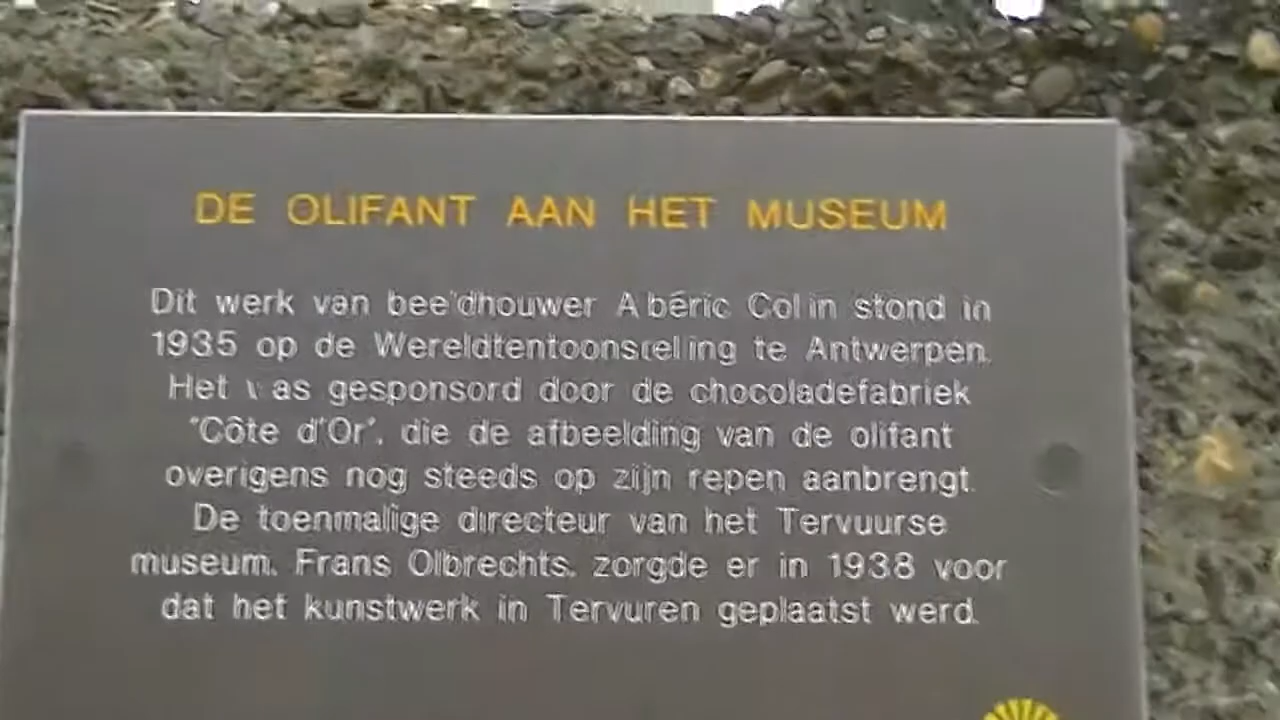 DE OLIFANT AAN HET MUSEUM
Dit werk van beeldhouwer Albéric Collin stond in
1935 op de Wereldtentoonstelling te Antwerpen.
Het was gesponsord door de chocoladefabriek
"Côte d'Or", die de afbeelding van de olifant
overigens nog steeds op zijn repen aanbrengt.
De toenmalige directeur van het Tervuurse
museum, Frans Olbrechts, zorgde er in 1938 voor
dat het kunstwerk in Tervuren geplaatst werd.